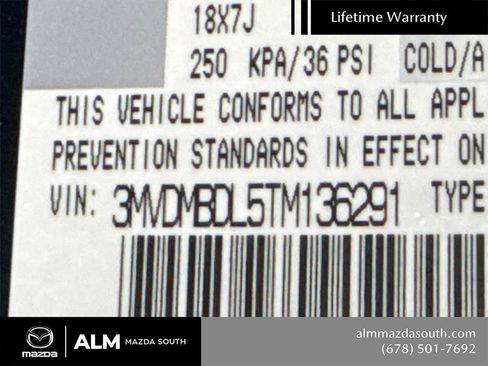 Lifetime Warranty
18X7J
250 KPA/36 PSI COLD/A
THIS VEHICLE CONFORMS TO ALL APPL
PREVENTION STANDARDS IN EFFECT ON
VIN: 3MVDMBDL5TM136291 TYPE
mazda
ALM MAZDA SOUTH
almmazdasouth.com
(678) 501-7692